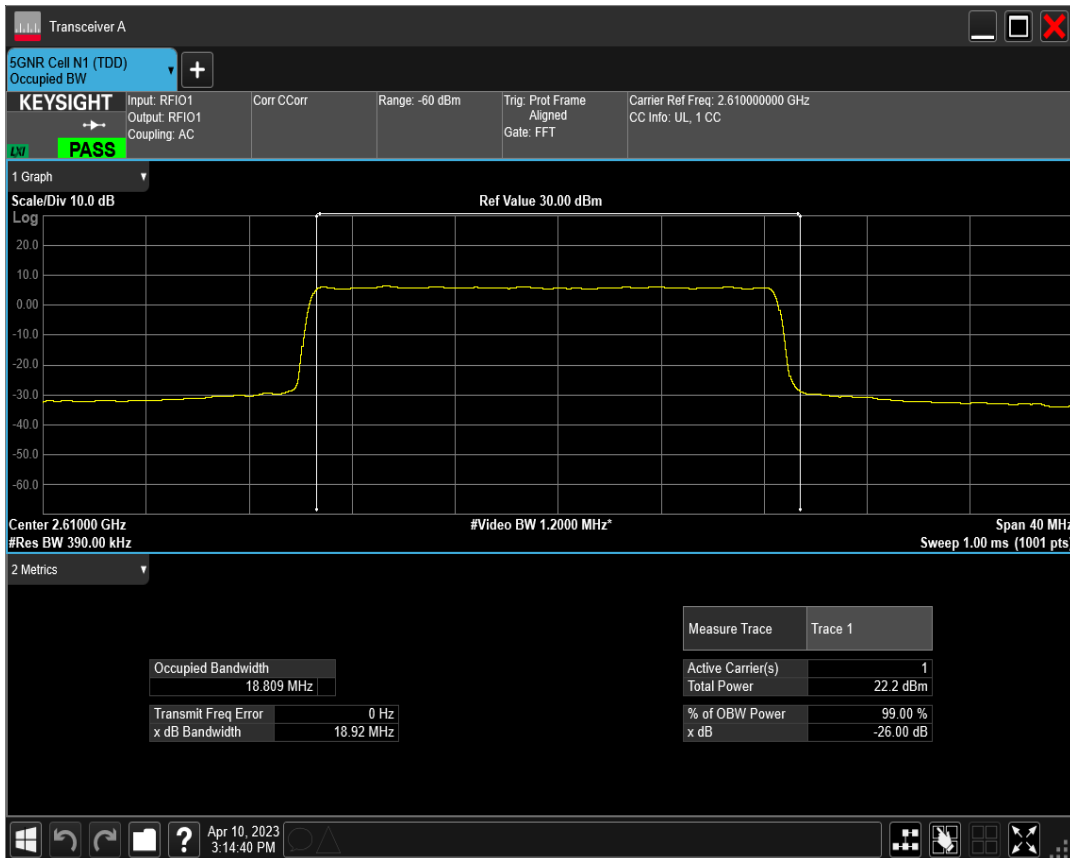 Transceiver A
5GNR Cell N1 (TDD)
Occupied BW
+
KEYSIGHT
LXI
PASS
Input: RFIO1
Output: RFIO1
Coupling: AC
Corr CCorr
Range: -60 dBm
Trig: Prot Frame
Aligned
Gate: FFT
Carrier Ref Freq: 2.610000000 GHz
CC Info: UL, 1 CC
1 Graph
Scale/Div 10.0 dB
Ref Value 30.00 dBm
Log
20.0
10.0
0.00
-10.0
-20.0
-30.0
-40.0
-50.0
-60.0
Center 2.61000 GHz
#Video BW 1.2000 MHz*
Span 40 MHz
#Res BW 390.00 kHz
Sweep 1.00 ms (1001 pts)
2 Metrics
Measure Trace Trace 1
Occupied Bandwidth
18.809 MHz
Active Carrier(s) 1
Total Power 22.2 dBm
Transmit Freq Error 0 Hz
x dB Bandwidth 18.92 MHz
% of OBW Power 99.00 %
x dB -26.00 dB
?
Apr 10, 2023
3:14:40 PM